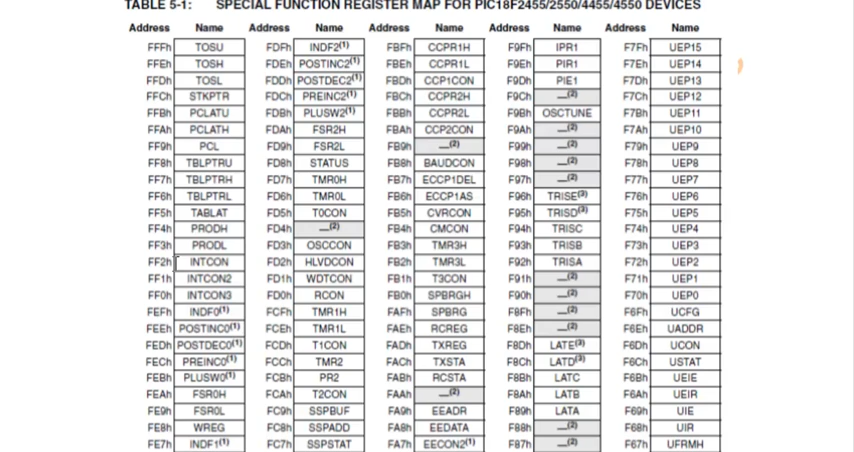 TABLE 5-1: SPECIAL FUNCTION REGISTER MAP FOR PIC18F2455/2550/4455/4550 DEVICES
Address Name Address Name Address Name Address Name Address Name
FFFh TOSU FDFh INDF2(1) FBFh CCPR1H F9Fh IPR1 F7Fh UEP15
FFEh TOSH FDEh POSTINC2(1) FBEh CCPR1L F9Eh PIR1 F7Eh UEP14
FFDh TOSL FDDh POSTDEC2(1) FBDh CCP1CON F9Dh PIE1 F7Dh UEP13
FFCh STKPTR FDCh PREINC2(1) FBCh CCPR2H F9Ch —(2) F7Ch UEP12
FFBh PCLATU FDBh PLUSW2(1) FBBh CCPR2L F9Bh OSCTUNE F7Bh UEP11
FFAh PCLATH FDAh FSR2H FBAh CCP2CON F9Ah —(2) F7Ah UEP10
FF9h PCL FD9h FSR2L FB9h —(2) F99h —(2) F79h UEP9
FF8h TBLPTRU FD8h STATUS FB8h BAUDCON F98h —(2) F78h UEP8
FF7h TBLPTRH FD7h TMR0H FB7h ECCP1DEL F97h —(2) F77h UEP7
FF6h TBLPTRL FD6h TMR0L FB6h ECCP1AS F96h TRISE(3) F76h UEP6
FF5h TABLAT FD5h T0CON FB5h CVRCON F95h TRISD(3) F75h UEP5
FF4h PRODH FD4h —(2) FB4h CMCON F94h TRISC F74h UEP4
FF3h PRODL FD3h OSCCON FB3h TMR3H F93h TRISB F73h UEP3
FF2h INTCON FD2h HLVDCON FB2h TMR3L F92h TRISA F72h UEP2
FF1h INTCON2 FD1h WDTCON FB1h T3CON F91h —(2) F71h UEP1
FF0h INTCON3 FD0h RCON FB0h SPBRGH F90h —(2) F70h UEP0
FEFh INDF0(1) FCFh TMR1H FAFh SPBRG F8Fh —(2) F6Fh UCFG
FEEh POSTINC0(1) FCEh TMR1L FAEh RCREG F8Eh —(2) F6Eh UADDR
FEDh POSTDEC0(1) FCDh T1CON FADh TXREG F8Dh LATE(3) F6Dh UCON
FECh PREINC0(1) FCCh TMR2 FACh TXSTA F8Ch LATD(3) F6Ch USTAT
FEBh PLUSW0(1) FCBh PR2 FABh RCSTA F8Bh LATC F6Bh UEIE
FEAh FSR0H FCAh T2CON FAAh —(2) F8Ah LATB F6Ah UEIR
FE9h FSR0L FC9h SSPBUF FA9h EEADR F89h LATA F69h UIE
FE8h WREG FC8h SSPADD FA8h EEDATA F88h —(2) F68h UIR
FE7h INDF1(1) FC7h SSPSTAT FA7h EECON2(1) F87h —(2) F67h UFRMH